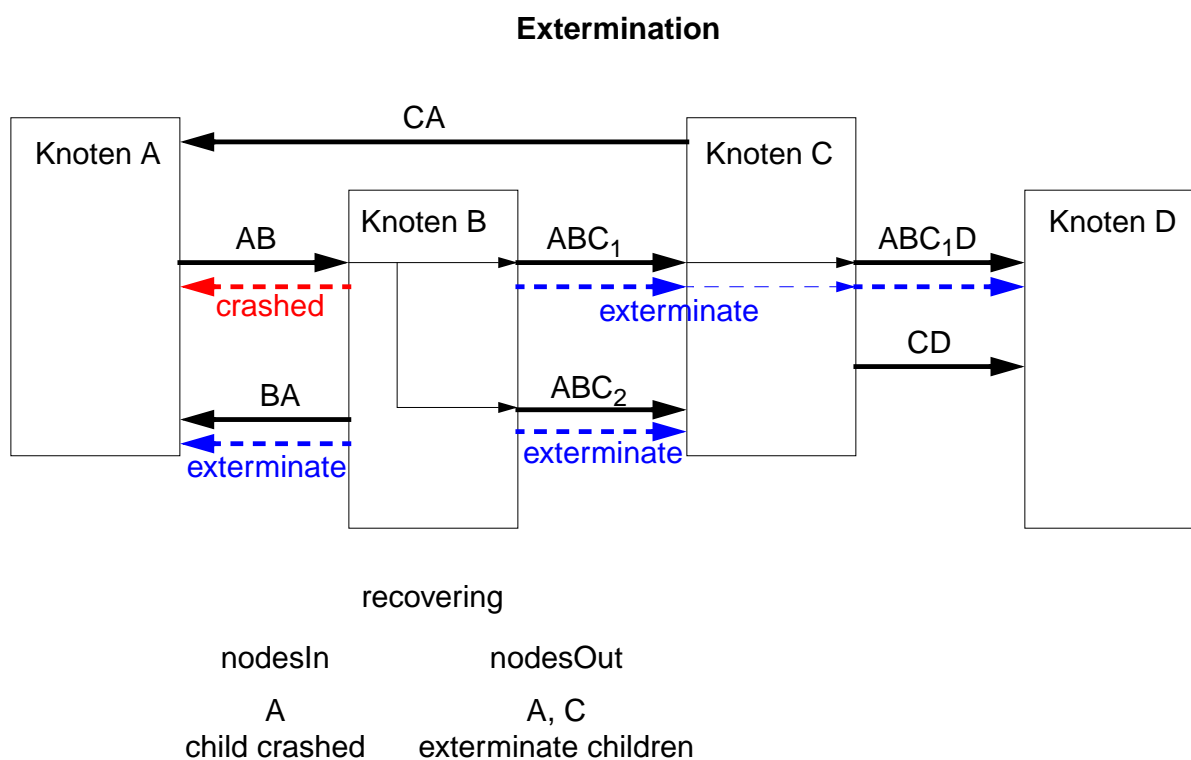 Extermination
CA
Knoten A
Knoten C
Knoten B
Knoten D
AB
ABC₁
ABC₁D
crashed
exterminate
CD
BA
ABC₂
exterminate
exterminate
recovering
nodesIn
nodesOut
A
A, C
child crashed
exterminate children